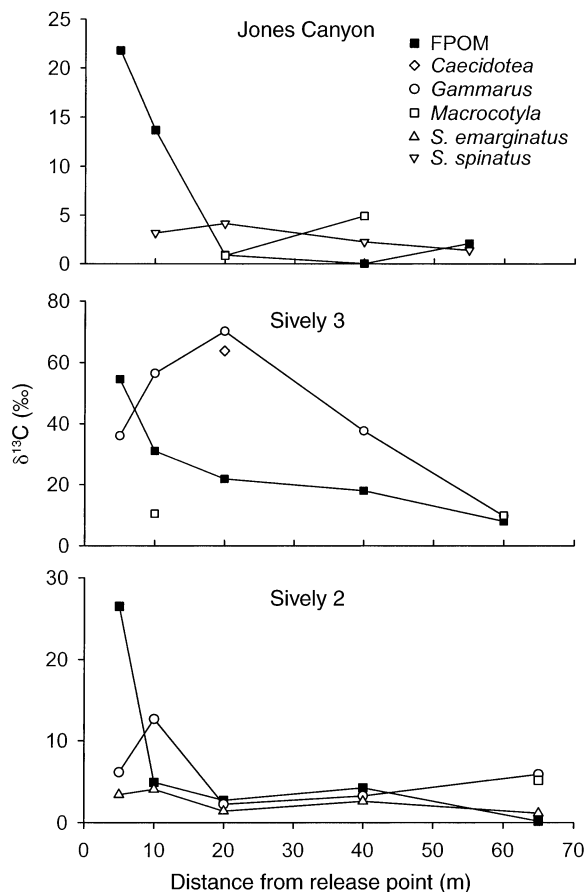 Jones Canyon
FPOM
Caecidotea
Gammarus
Macrocotyla
S. emarginatus
S. spinatus
25
20
15
10
5
0
Sively 3
80
60
40
20
0
δ¹³C (‰)
Sively 2
30
20
10
0
0 10 20 30 40 50 60 70
Distance from release point (m)